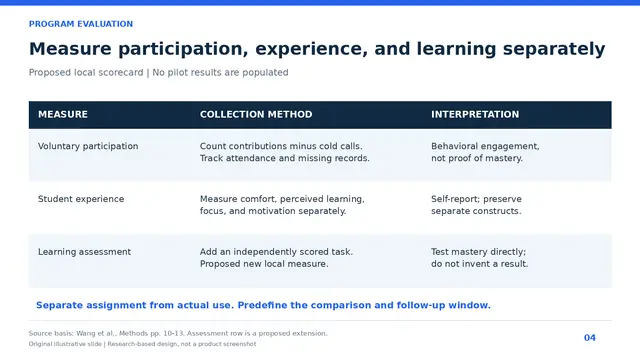 PROGRAM EVALUATION
Measure participation, experience, and learning separately
Proposed local scorecard | No pilot results are populated
MEASURE COLLECTION METHOD INTERPRETATION
Voluntary participation Count contributions minus cold calls. Behavioral engagement,
Track attendance and missing records. not proof of mastery.
Student experience Measure comfort, perceived learning, Self-report; preserve
focus, and motivation separately. separate constructs.
Learning assessment Add an independently scored task. Test mastery directly;
Proposed new local measure. do not invent a result.
Separate assignment from actual use. Predefine the comparison and follow-up window.
Source basis: Wang et al., Methods pp. 10-13. Assessment row is a proposed extension.
Original illustrative slide | Research-based design, not a product screenshot
04